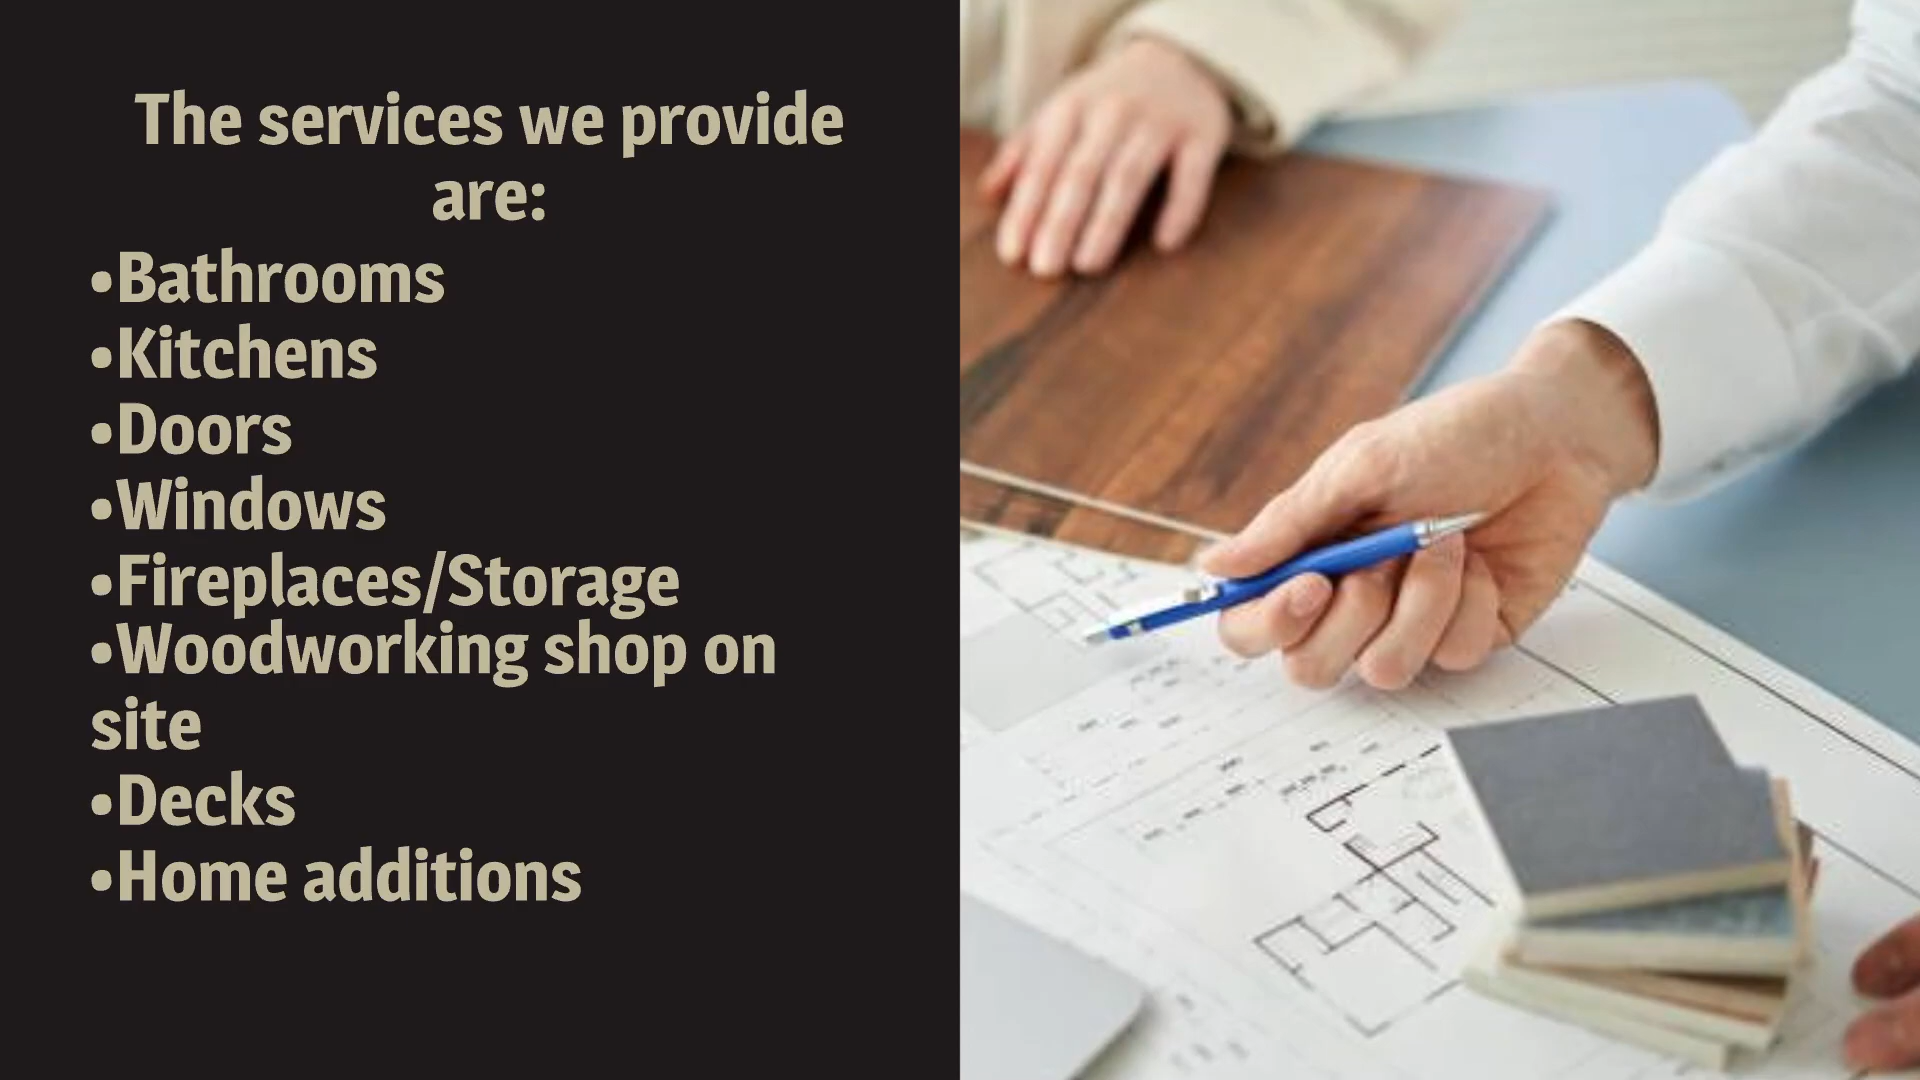 The services we provide
are:
•Bathrooms
•Kitchens
•Doors
•Windows
•Fireplaces/Storage
•Woodworking shop on
site
•Decks
•Home additions